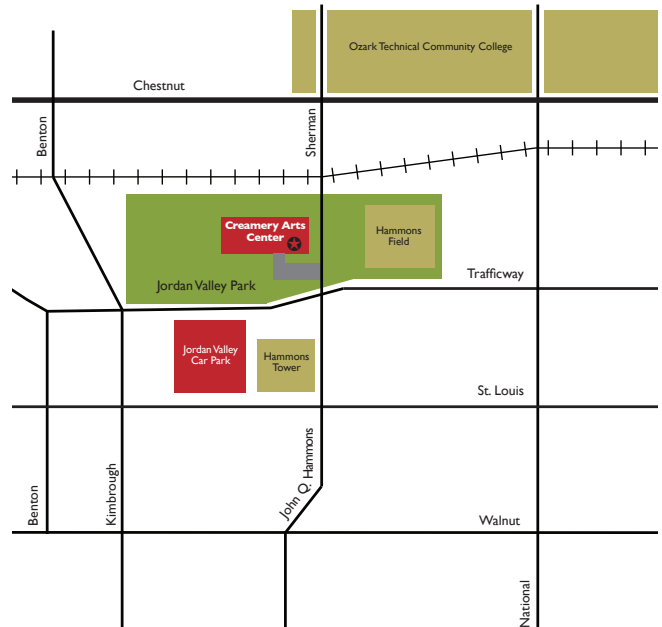 Ozark Technical Community College
Chestnut
Benton
Sherman
Creamery Arts
Center
Hammons
Field
Jordan Valley Park
Trafficway
Jordan Valley
Car Park
Hammons
Tower
St. Louis
Benton
Kimbrough
John Q. Hammons
Walnut
National